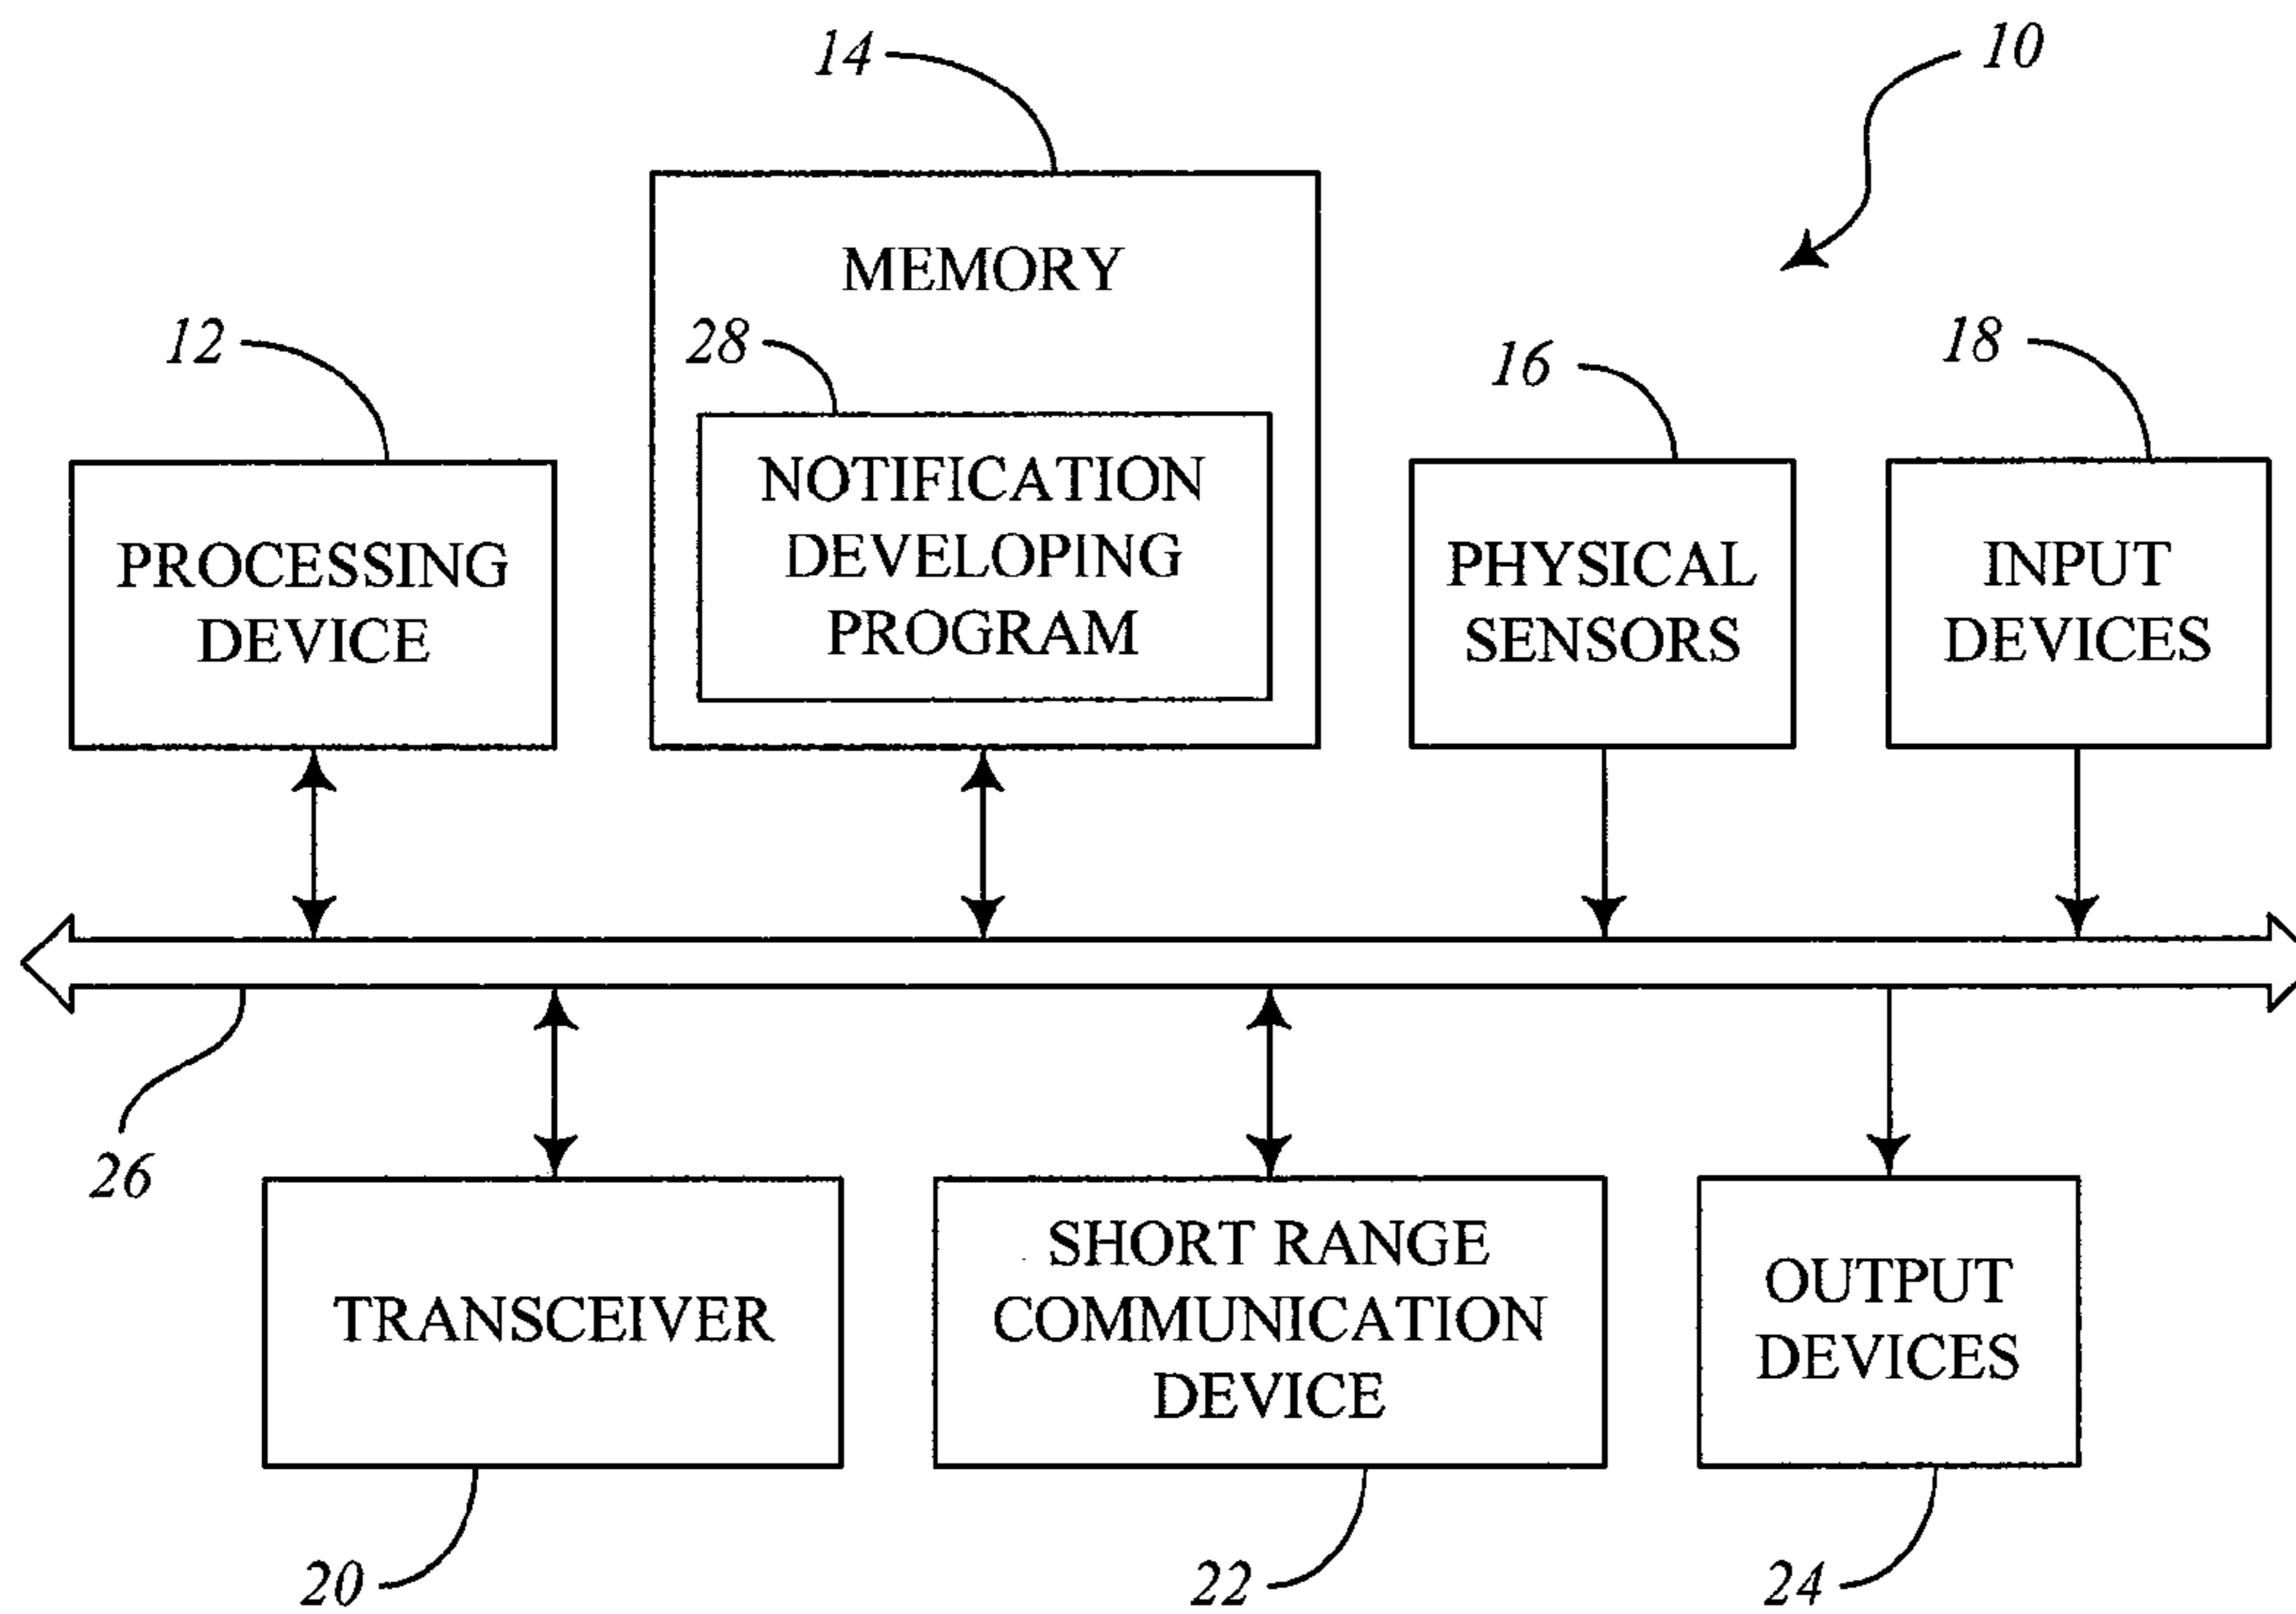 14
10
MEMORY
12
28
16
18
NOTIFICATION
DEVELOPING
PROGRAM
PROCESSING
DEVICE
PHYSICAL
SENSORS
INPUT
DEVICES
26
TRANSCEIVER
SHORT RANGE
COMMUNICATION
DEVICE
OUTPUT
DEVICES
20
22
24